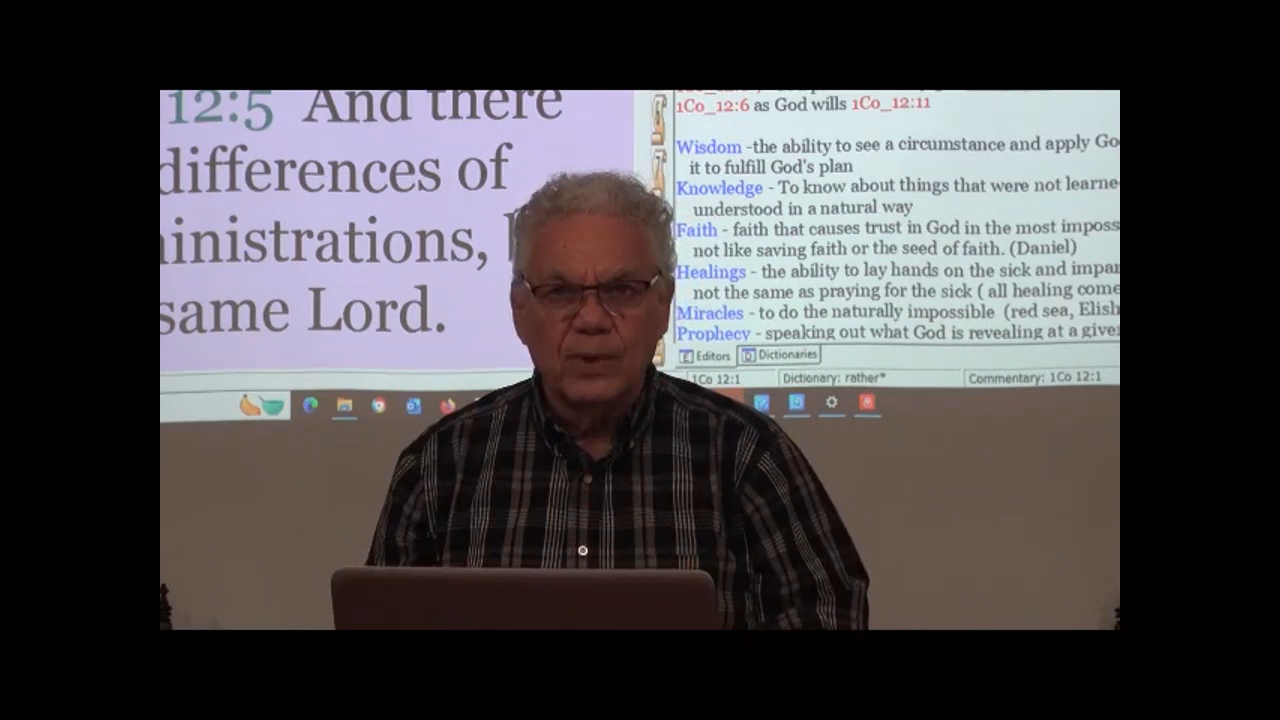 12:5 And there
differences of
inistrations,
same Lord.
1Co_12:6 as God wills 1Co_12:11
Wisdom -the ability to see a circumstance and apply Go
it to fulfill God's plan
Knowledge - To know about things that were not learne
understood in a natural way
Faith - faith that causes trust in God in the most imposs
not like saving faith or the seed of faith. (Daniel)
Healings - the ability to lay hands on the sick and impar
not the same as praying for the sick ( all healing come
Miracles - to do the naturally impossible (red sea, Elish
Prophecy - speaking out what God is revealing at a give
Editors Dictionaries
1Co 12:1 Dictionary: rather* Commentary: 1Co 12:1